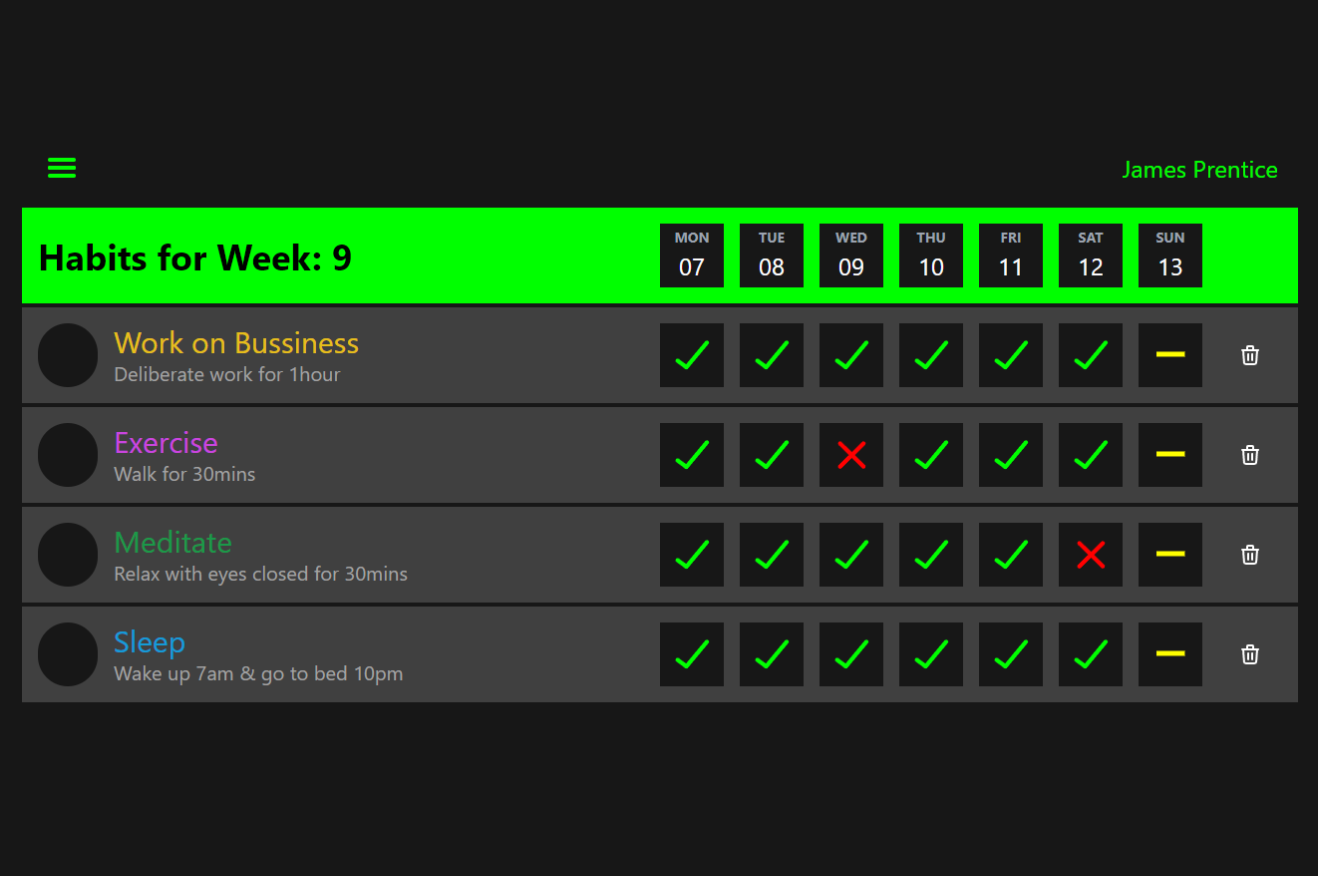 James Prentice
Habits for Week: 9
MON TUE WED THU FRI SAT SUN
07 08 09 10 11 12 13
Work on Bussiness
Deliberate work for 1hour
Exercise
Walk for 30mins
Meditate
Relax with eyes closed for 30mins
Sleep
Wake up 7am & go to bed 10pm